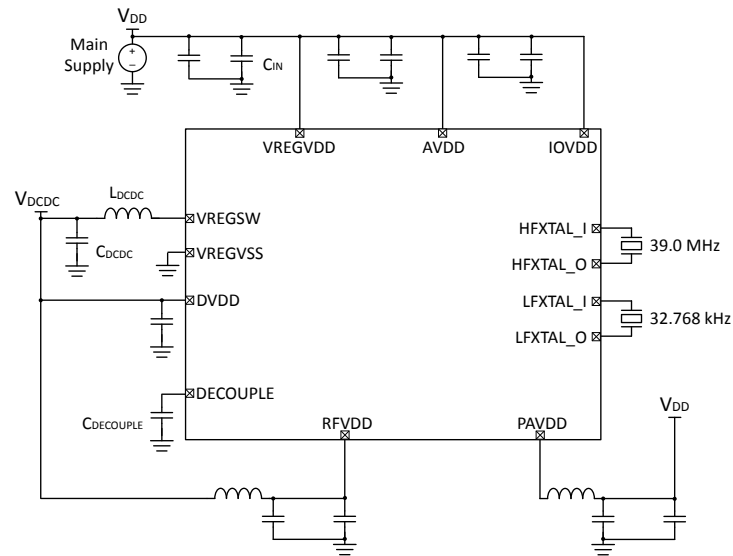 VDD
Main
Supply
+
−
CIN
VREGVDD
AVDD
IOVDD
VDCDC
LDCDC
VREGSW
HFXTAL_I
CDCDC
VREGVSS
39.0 MHz
HFXTAL_O
DVDD
LFXTAL_I
32.768 kHz
LFXTAL_O
DECOUPLE
CDECOUPLE
RFVDD
PAVDD
VDD